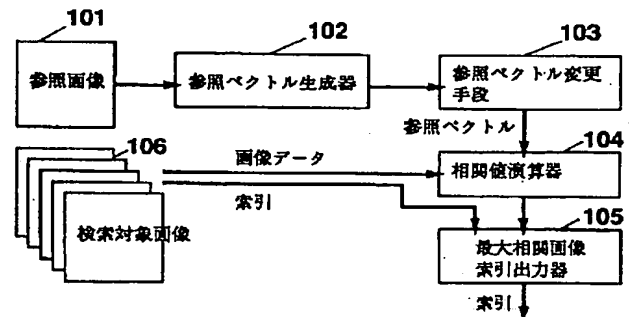 101
102
103
参照画像
参照ベクトル生成器
参照ベクトル変更
手段
参照ベクトル
104
106
画像データ
相関値演算器
索引
105
検索対象画像
最大相関画像
索引出力器
索引